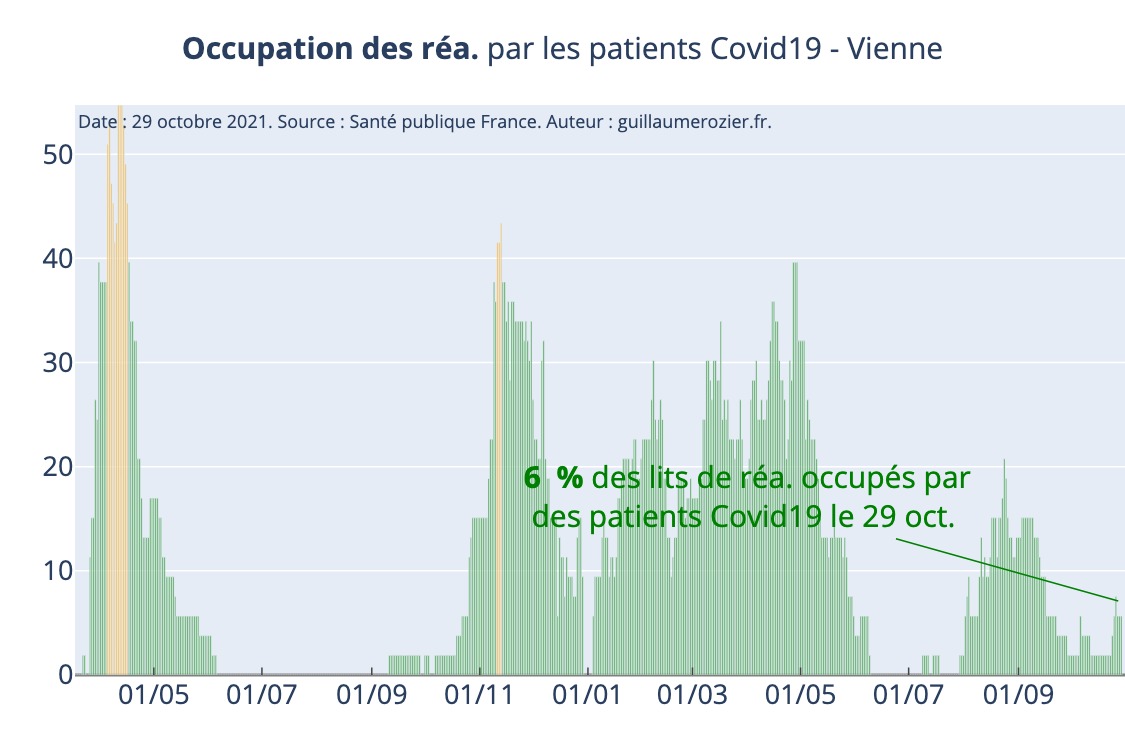 Occupation des réa. par les patients Covid19 - Vienne
Date : 29 octobre 2021. Source : Santé publique France. Auteur : guillaumerozier.fr.
50
40
30
20
10
0
6 % des lits de réa. occupés par
des patients Covid19 le 29 oct.
01/05 01/07 01/09 01/11 01/01 01/03 01/05 01/07 01/09